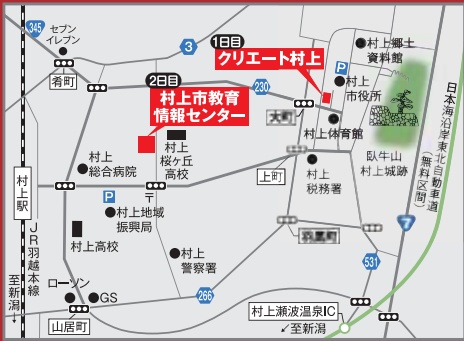 345
セブン
イレブン
肴町
3
1日目
クリエート村上
2日目
村上市教育
情報センター
230
P
村上郷土
資料館
村上
市役所
大町
村上体育館
臥牛山
村上城跡
日本海沿岸東北自動車道
(無料区間)
村上
桜ヶ丘
高校
村上
総合病院
村上駅
P
〒
村上地域
振興局
上町
村上
税務署
村上高校
JR羽越本線
至新潟
村上
警察署
羽黒町
7
531
ローソン
GS
266
山居町
村上瀬波温泉IC
至新潟